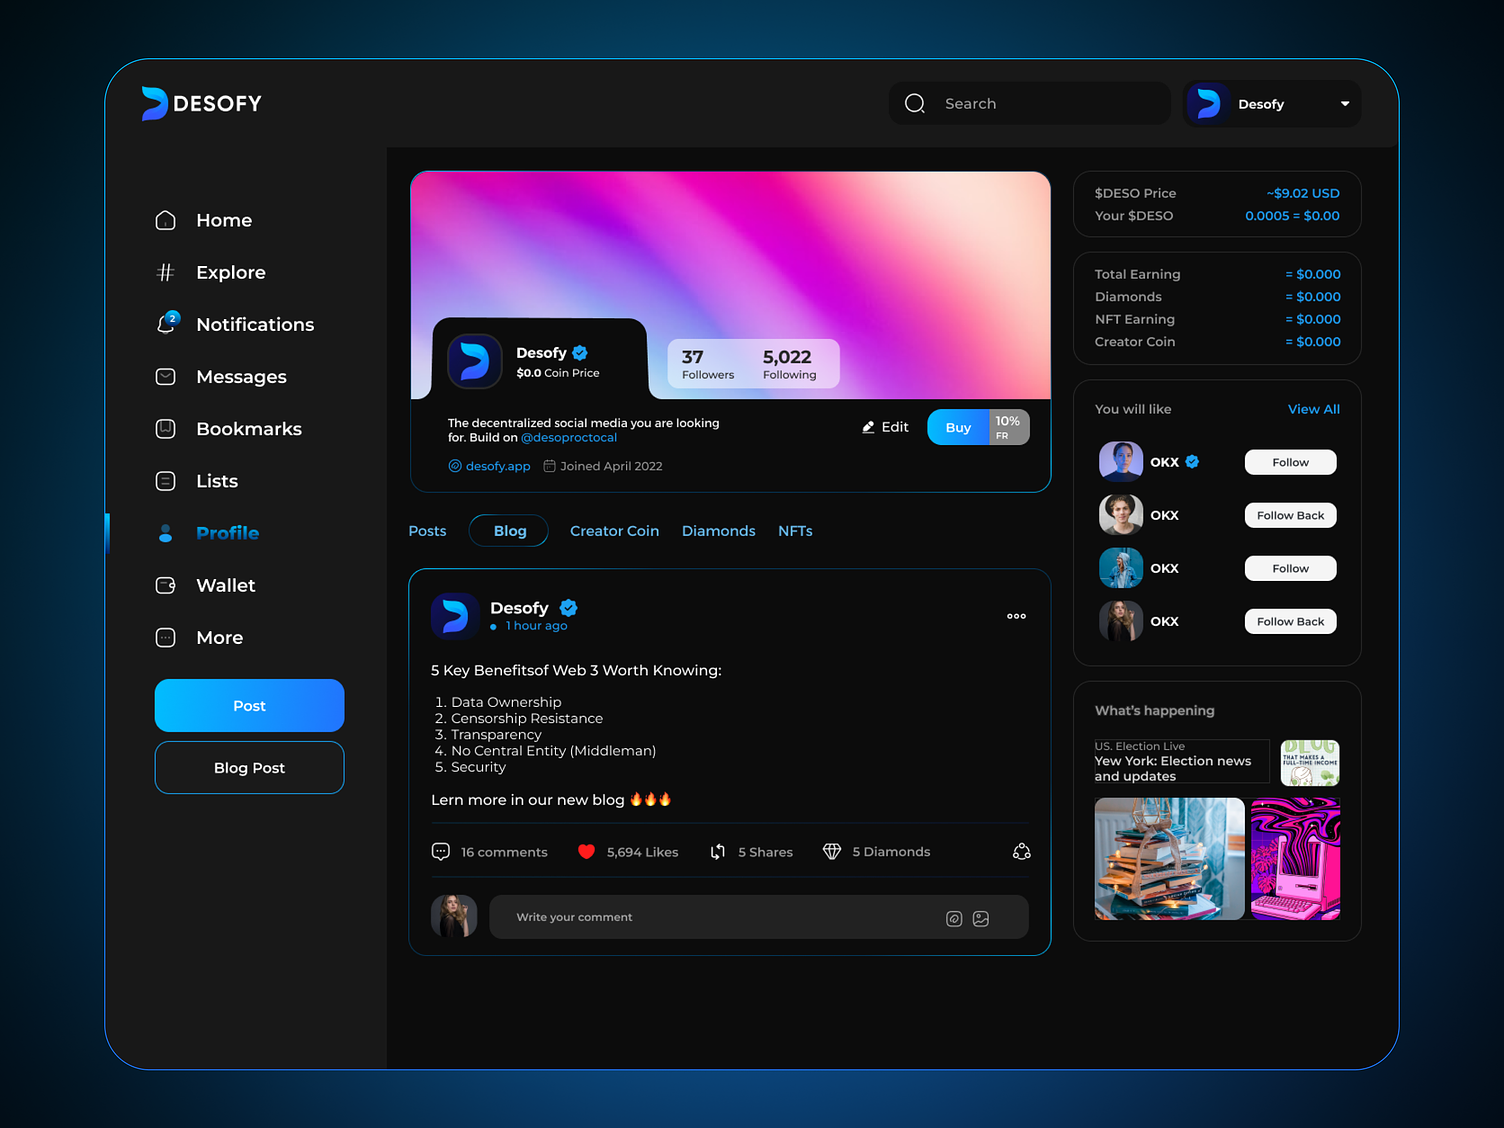 DESOFY
Search
Desofy
Home
Explore
2
Notifications
Messages
Bookmarks
Lists
Profile
Wallet
More
Post
Blog Post
Desofy
$0.0 Coin Price
37
Followers
5,022
Following
The decentralized social media you are looking
for. Build on @desoproctocal
desofy.app
Joined April 2022
Edit
Buy
10%
FR
Posts
Blog
Creator Coin
Diamonds
NFTs
Desofy
1 hour ago
5 Key Benefitsof Web 3 Worth Knowing:
1. Data Ownership
2. Censorship Resistance
3. Transparency
4. No Central Entity (Middleman)
5. Security
Lern more in our new blog 🔥🔥🔥
16 comments
5,694 Likes
5 Shares
5 Diamonds
Write your comment
$DESO Price ~$9.02 USD
Your $DESO 0.0005 = $0.00
Total Earning = $0.000
Diamonds = $0.000
NFT Earning = $0.000
Creator Coin = $0.000
You will like View All
OKX Follow
OKX Follow Back
OKX Follow
OKX Follow Back
What's happening
US. Election Live
Yew York: Election news
and updates
BLOG
THAT MAKES A
FULL-TIME INCOME